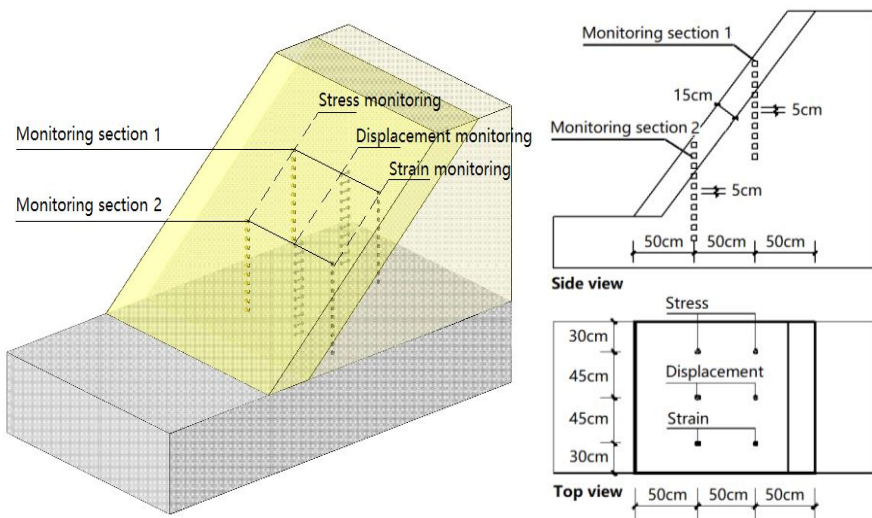 Stress monitoring
Monitoring section 1
Displacement monitoring
Strain monitoring
Monitoring section 2
Monitoring section 1
15cm
5cm
Monitoring section 2
5cm
50cm
50cm
50cm
Side view
Stress
30cm
45cm
Displacement
45cm
Strain
30cm
Top view
50cm
50cm
50cm